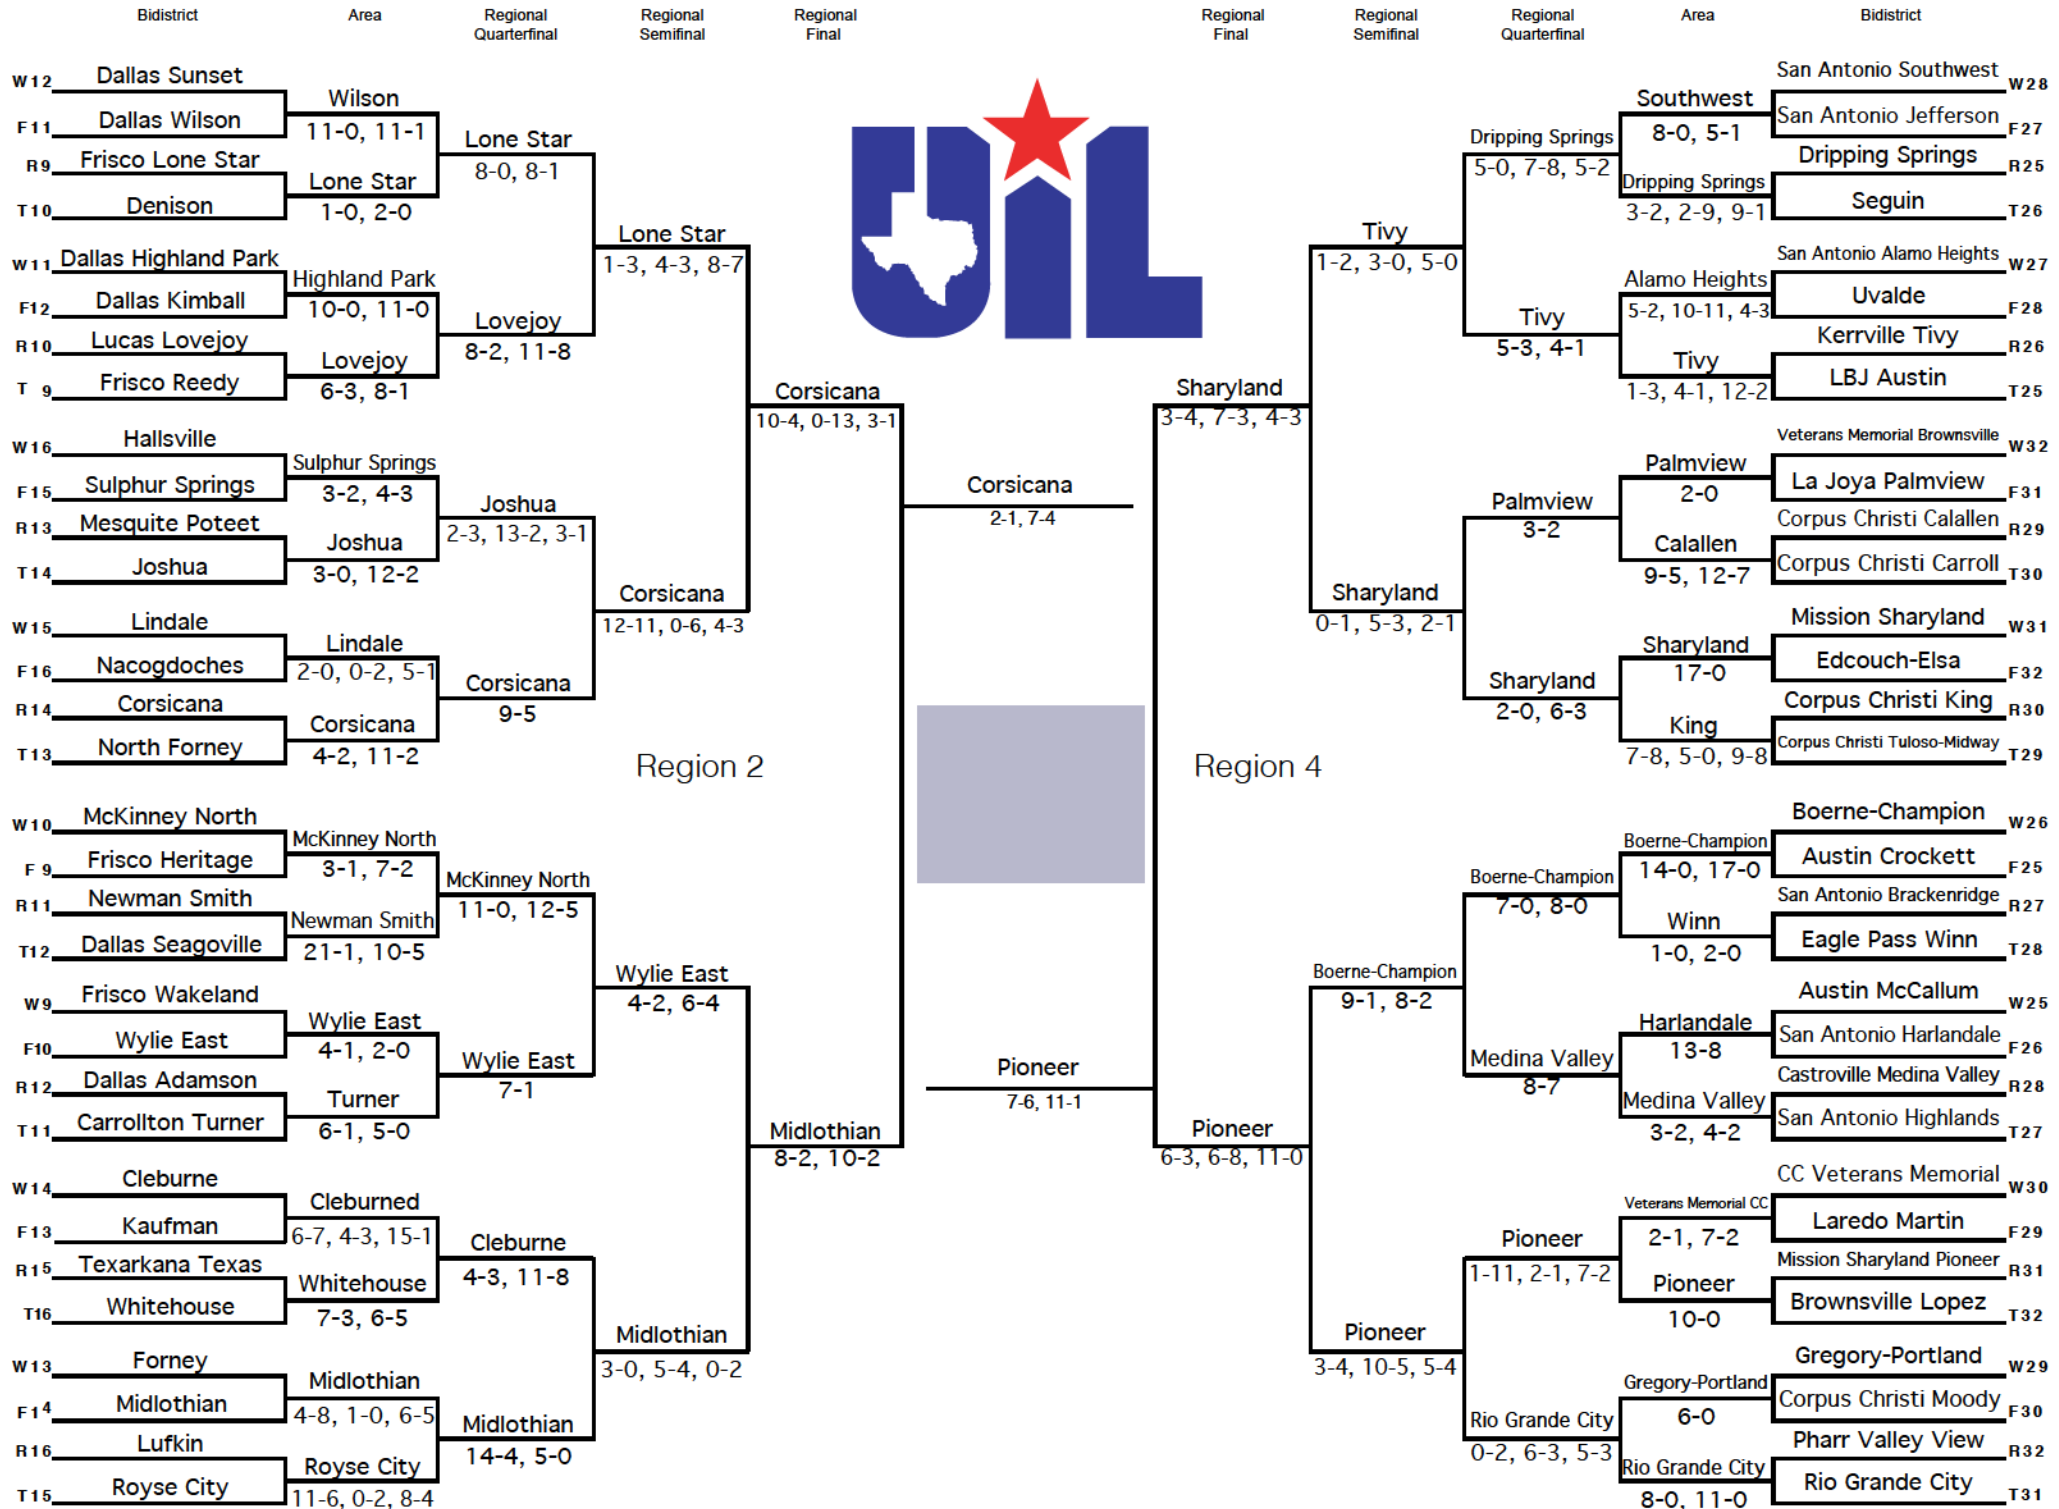 Bidistrict
Area
Regional
Quarterfinal
Regional
Semifinal
Regional
Final
Regional
Final
Regional
Semifinal
Regional
Quarterfinal
Area
Bidistrict
W12 Dallas Sunset
F11 Dallas Wilson
R9 Frisco Lone Star
T10 Denison
W11 Dallas Highland Park
F12 Dallas Kimball
R10 Lucas Lovejoy
T 9 Frisco Reedy
W16 Hallsville
F15 Sulphur Springs
R13 Mesquite Poteet
T14 Joshua
W15 Lindale
F16 Nacogdoches
R14 Corsicana
T13 North Forney
W10 McKinney North
F 9 Frisco Heritage
R11 Newman Smith
T12 Dallas Seagoville
W9 Frisco Wakeland
F10 Wylie East
R12 Dallas Adamson
T11 Carrollton Turner
W14 Cleburne
F13 Kaufman
R15 Texarkana Texas
T16 Whitehouse
W13 Forney
F14 Midlothian
R16 Lufkin
T15 Royse City
Wilson
11-0, 11-1
Lone Star
1-0, 2-0
Highland Park
10-0, 11-0
Lovejoy
6-3, 8-1
Sulphur Springs
3-2, 4-3
Joshua
3-0, 12-2
Lindale
2-0, 0-2, 5-1
Corsicana
4-2, 11-2
McKinney North
3-1, 7-2
Newman Smith
21-1, 10-5
Wylie East
4-1, 2-0
Turner
6-1, 5-0
Cleburned
6-7, 4-3, 15-1
Whitehouse
7-3, 6-5
Midlothian
4-8, 1-0, 6-5
Royse City
11-6, 0-2, 8-4
Lone Star
8-0, 8-1
Lovejoy
8-2, 11-8
Joshua
2-3, 13-2, 3-1
Corsicana
9-5
McKinney North
11-0, 12-5
Wylie East
7-1
Cleburne
4-3, 11-8
Midlothian
14-4, 5-0
Lone Star
1-3, 4-3, 8-7
Corsicana
12-11, 0-6, 4-3
Wylie East
4-2, 6-4
Midlothian
3-0, 5-4, 0-2
Corsicana
10-4, 0-13, 3-1
Midlothian
8-2, 10-2
Region 2
UiL
Corsicana
2-1, 7-4
Pioneer
7-6, 11-1
Region 4
Sharyland
3-4, 7-3, 4-3
Pioneer
6-3, 6-8, 11-0
Tivy
1-2, 3-0, 5-0
Sharyland
0-1, 5-3, 2-1
Boerne-Champion
9-1, 8-2
Pioneer
3-4, 10-5, 5-4
Dripping Springs
5-0, 7-8, 5-2
Tivy
5-3, 4-1
Palmview
3-2
Sharyland
2-0, 6-3
Boerne-Champion
7-0, 8-0
Medina Valley
8-7
Pioneer
1-11, 2-1, 7-2
Rio Grande City
0-2, 6-3, 5-3
Southwest
8-0, 5-1
Dripping Springs
3-2, 2-9, 9-1
Alamo Heights
5-2, 10-11, 4-3
Tivy
1-3, 4-1, 12-2
Palmview
2-0
Calallen
9-5, 12-7
Sharyland
17-0
King
7-8, 5-0, 9-8
Boerne-Champion
14-0, 17-0
Winn
1-0, 2-0
Harlandale
13-8
Medina Valley
3-2, 4-2
Veterans Memorial CC
2-1, 7-2
Pioneer
10-0
Gregory-Portland
6-0
Rio Grande City
8-0, 11-0
San Antonio Southwest W28
San Antonio Jefferson F27
Dripping Springs R25
Seguin T26
San Antonio Alamo Heights W27
Uvalde F28
Kerrville Tivy R26
LBJ Austin T25
Veterans Memorial Brownsville W32
La Joya Palmview F31
Corpus Christi Calallen R29
Corpus Christi Carroll T30
Mission Sharyland W31
Edcouch-Elsa F32
Corpus Christi King R30
Corpus Christi Tuloso-Midway T29
Boerne-Champion W26
Austin Crockett F25
San Antonio Brackenridge R27
Eagle Pass Winn T28
Austin McCallum W25
San Antonio Harlandale F26
Castroville Medina Valley R28
San Antonio Highlands T27
CC Veterans Memorial W30
Laredo Martin F29
Mission Sharyland Pioneer R31
Brownsville Lopez T32
Gregory-Portland W29
Corpus Christi Moody F30
Pharr Valley View R32
Rio Grande City T31